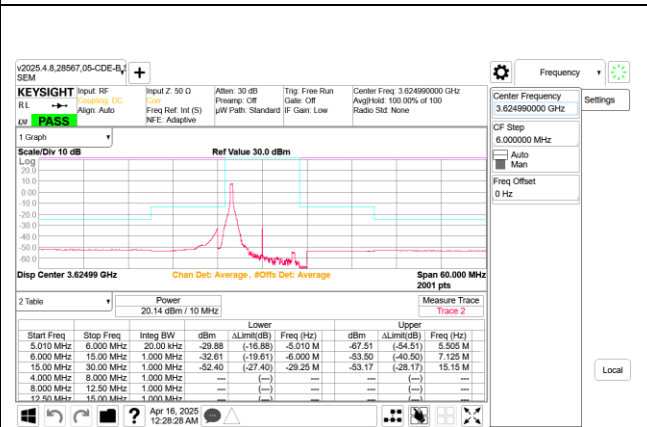 v2025.4.8,28567,05-CDE-B,S
SEM
Frequency
KEYSIGHT
RL
PASS
Input: RF
Coupling: DC
Align: Auto
Input Z: 50 Ω
Corr
Freq Ref: Int (S)
NFE: Adaptive
Atten: 30 dB
Preamp: Off
µW Path: Standard
Trig: Free Run
Gate: Off
IF Gain: Low
Center Freq: 3.624990000 GHz
Avg|Hold: 100.00% of 100
Radio Std: None
Center Frequency
3.624990000 GHz
Settings
CF Step
6.000000 MHz
Auto
Man
Freq Offset
0 Hz
1 Graph
Scale/Div 10 dB
Ref Value 30.0 dBm
Log
20.0
10.0
0.00
-10.0
-20.0
-30.0
-40.0
-50.0
-60.0
Disp Center 3.62499 GHz
Chan Det: Average, #Offs Det: Average
Span 60.000 MHz
2001 pts
2 Table
Power
20.14 dBm / 10 MHz
Measure Trace
Trace 2
Lower Upper
Start Freq Stop Freq Integ BW dBm ΔLimit(dB) Freq (Hz) dBm ΔLimit(dB) Freq (Hz)
5.010 MHz 6.000 MHz 20.00 kHz -29.88 (-16.88) -5.010 M -67.51 (-54.51) 5.505 M
6.000 MHz 15.00 MHz 1.000 MHz -32.61 (-19.61) -6.000 M -53.50 (-40.50) 7.125 M
15.00 MHz 30.00 MHz 1.000 MHz -52.40 (-27.40) -29.25 M -53.17 (-28.17) 15.15 M
4.000 MHz 8.000 MHz 1.000 MHz --- (---) --- --- (---) ---
8.000 MHz 12.50 MHz 1.000 MHz --- (---) --- --- (---) ---
12.50 MHz 15.00 MHz 1.000 MHz --- (---) --- --- (---) ---
Local
Apr 16, 2025
12:28:28 AM